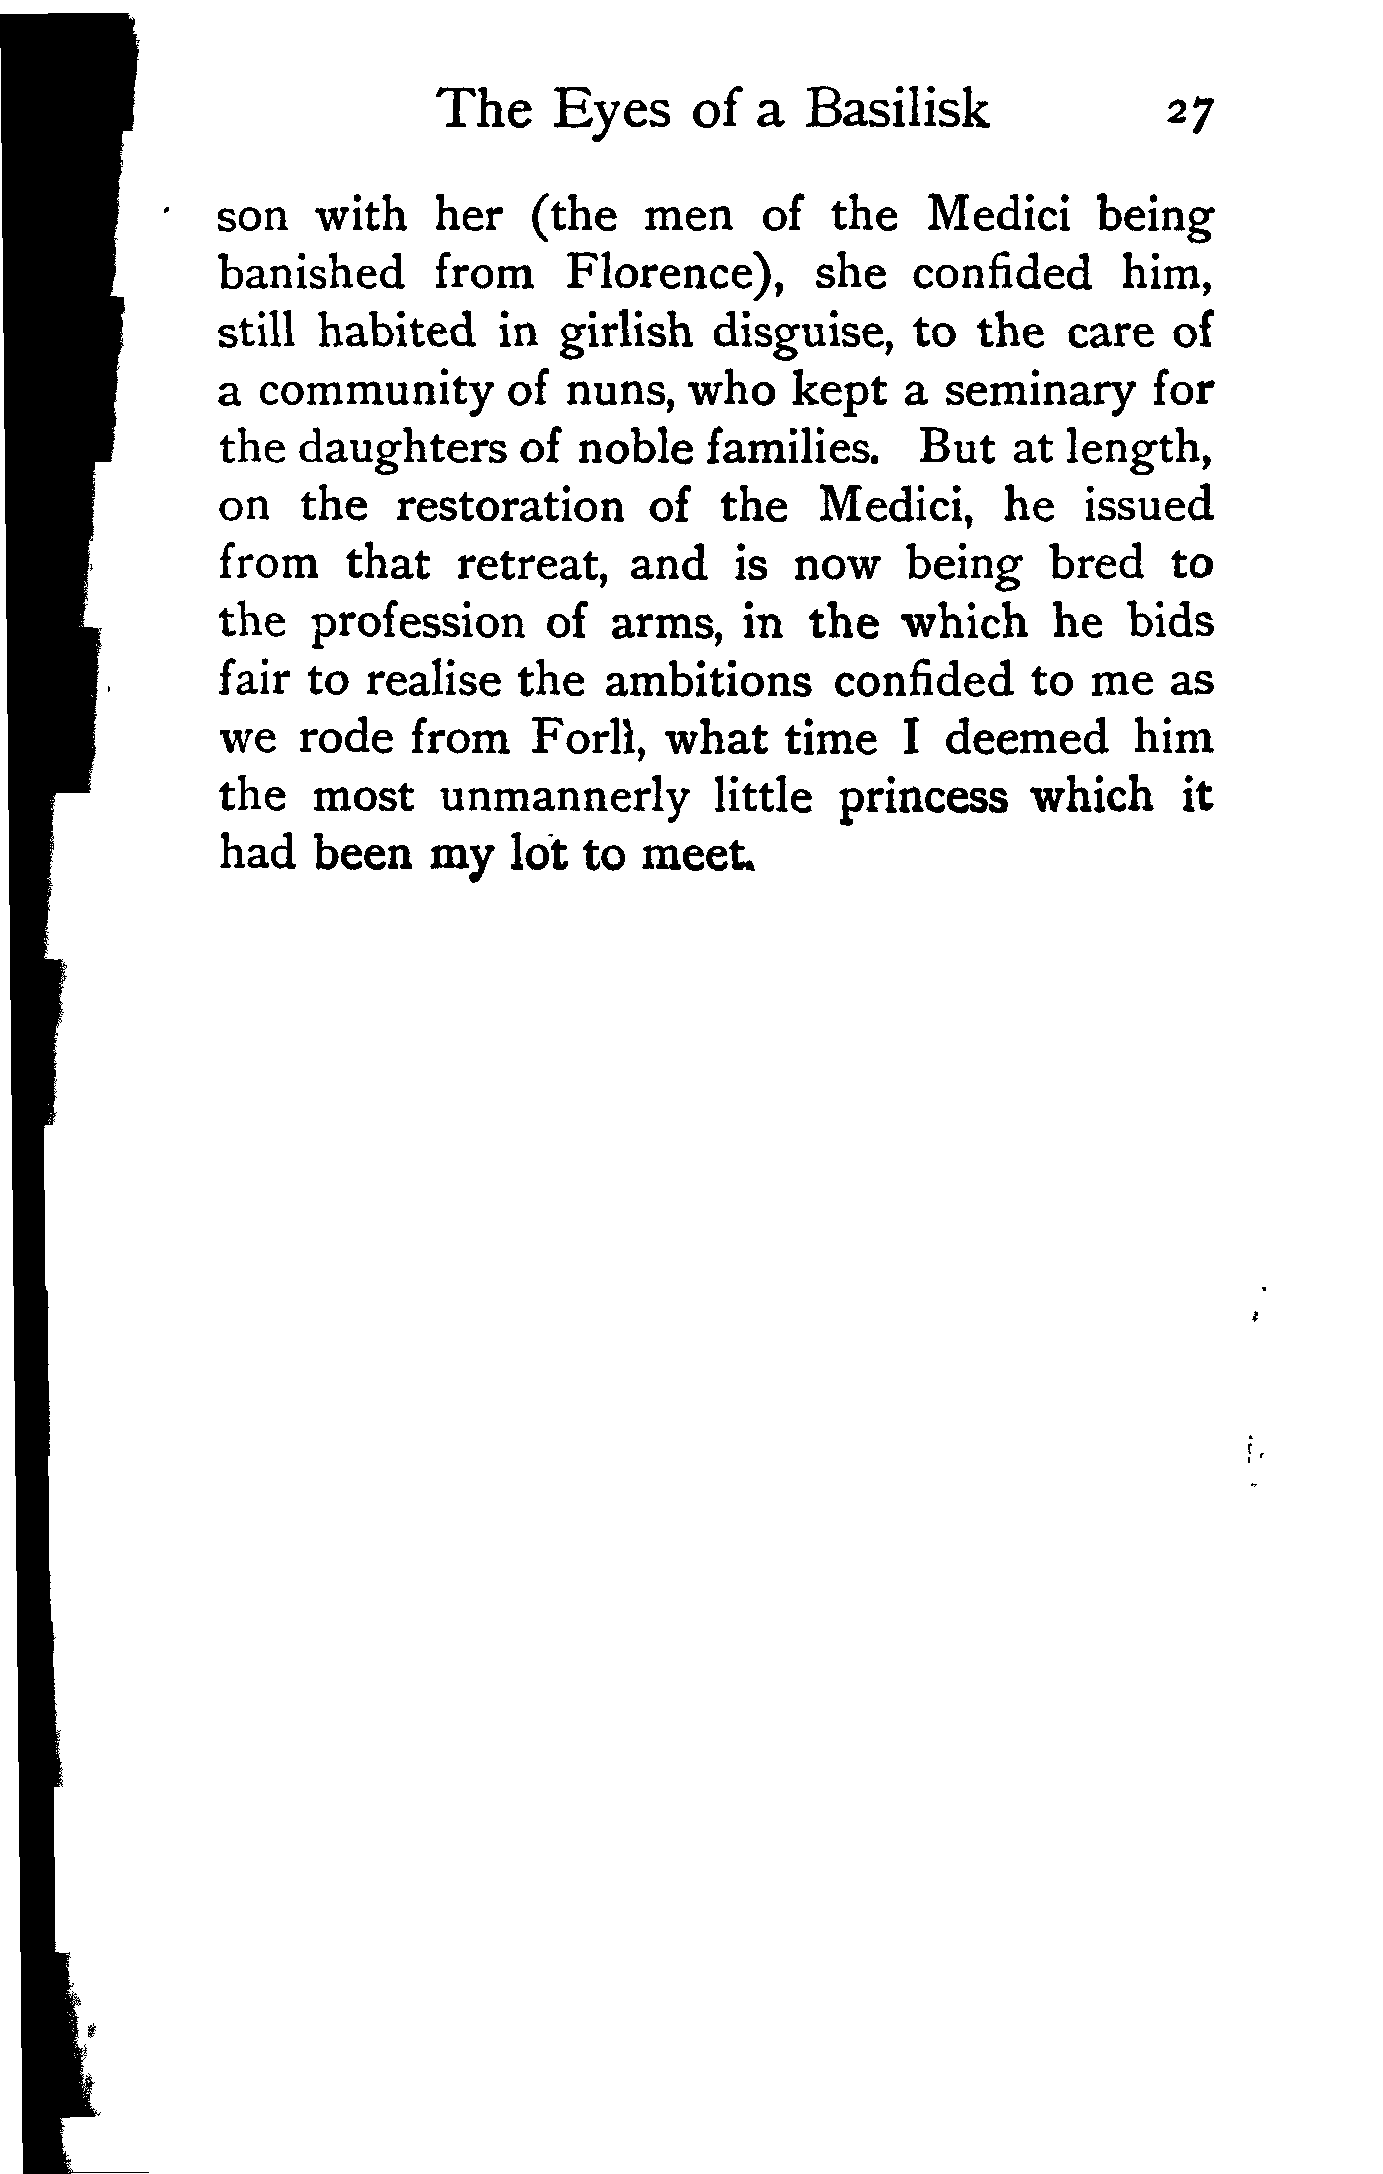 The Eyes of a Basilisk 27
son with her (the men of the Medici being
banished from Florence), she confided him,
still habited in girlish disguise, to the care of
a community of nuns, who kept a seminary for
the daughters of noble families. But at length,
on the restoration of the Medici, he issued
from that retreat, and is now being bred to
the profession of arms, in the which he bids
fair to realise the ambitions confided to me as
we rode from Forlì, what time I deemed him
the most unmannerly little princess which it
had been my lot to meet.